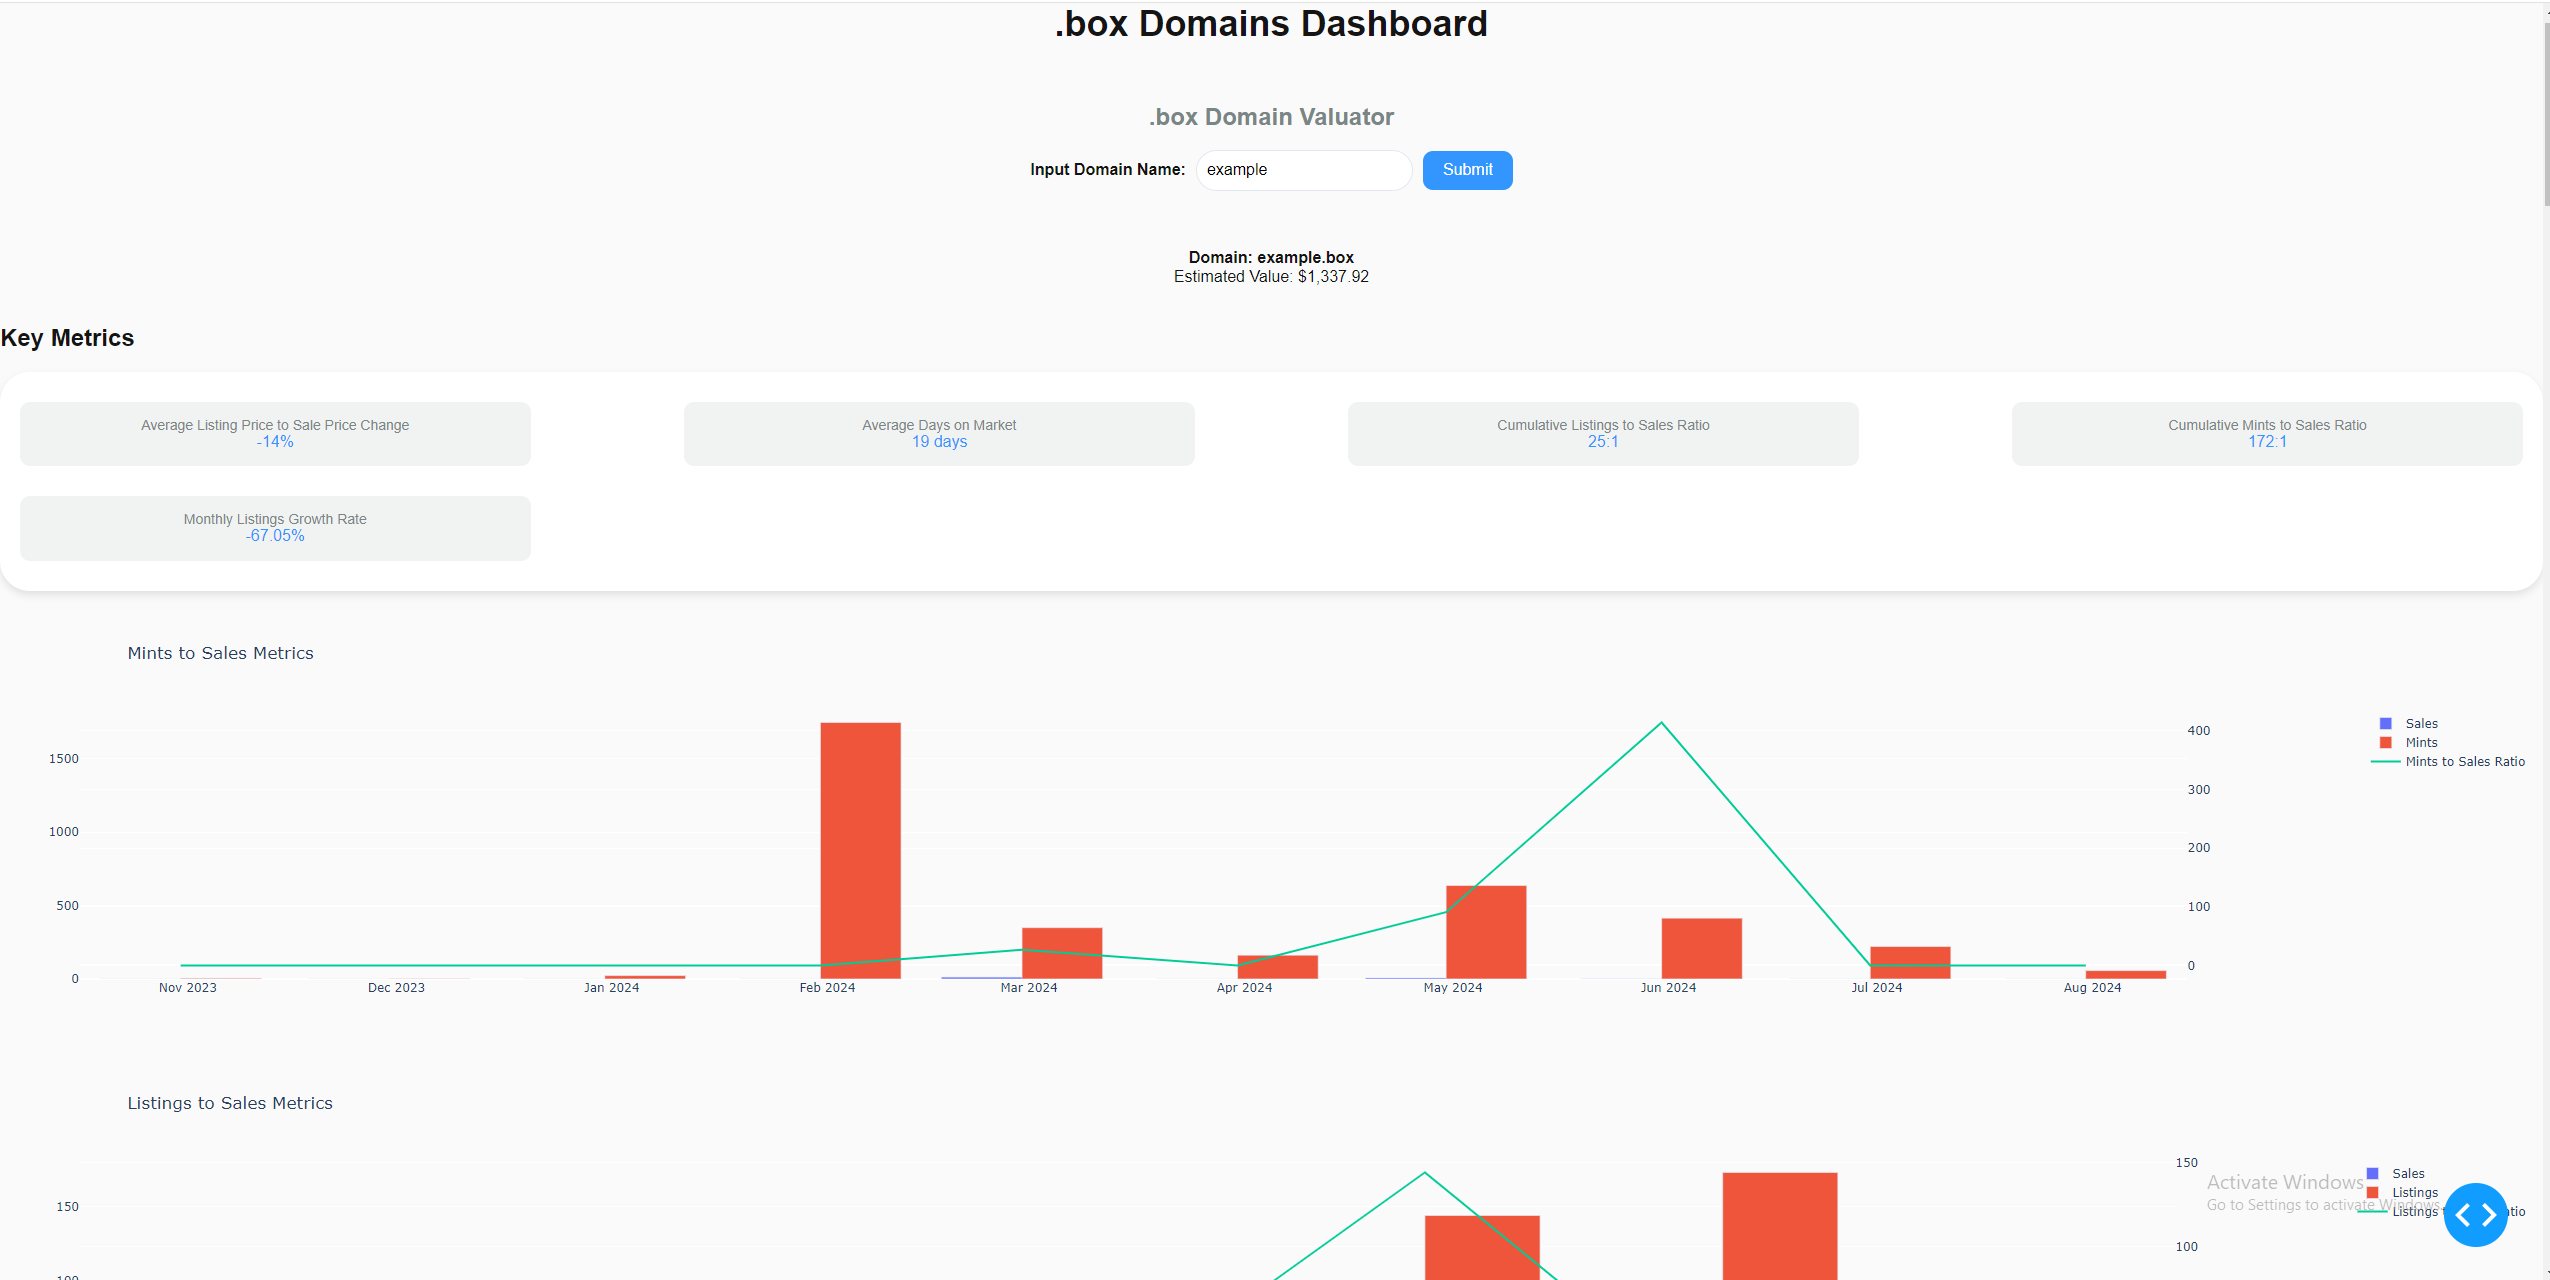 .box Domains Dashboard
.box Domain Valuator
Input Domain Name: example Submit
Domain: example.box
Estimated Value: $1,337.92
Key Metrics
Average Listing Price to Sale Price Change
-14%
Average Days on Market
19 days
Cumulative Listings to Sales Ratio
25:1
Cumulative Mints to Sales Ratio
172:1
Monthly Listings Growth Rate
-67.05%
Mints to Sales Metrics
1500
1000
500
0
400
300
200
100
0
Sales
Mints
Mints to Sales Ratio
Nov 2023 Dec 2023 Jan 2024 Feb 2024 Mar 2024 Apr 2024 May 2024 Jun 2024 Jul 2024 Aug 2024
Listings to Sales Metrics
150
150
100
Sales
Listings
Listings
Activate Windows
Go to Settings to activate Windows.